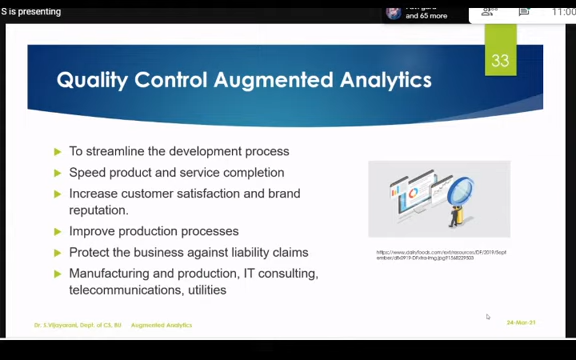 S is presenting
and 65 more
11:00
33
Quality Control Augmented Analytics
To streamline the development process
Speed product and service completion
Increase customer satisfaction and brand
reputation.
Improve production processes
Protect the business against liability claims
Manufacturing and production, IT consulting,
telecommunications, utilities
Dr. S.Vijayarani, Dept. of CS, BU Augmented Analytics
24-Mar-21